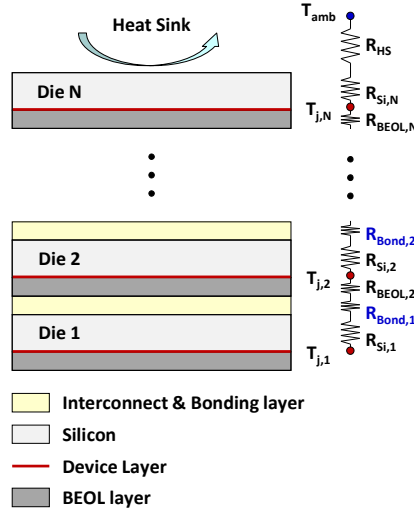 Heat Sink
T_amb
R_HS
Die N
R_Si,N
T_j,N
R_BEOL,N
R_Bond,2
Die 2
R_Si,2
T_j,2
R_BEOL,2
R_Bond,1
Die 1
R_Si,1
T_j,1
Interconnect & Bonding layer
Silicon
Device Layer
BEOL layer